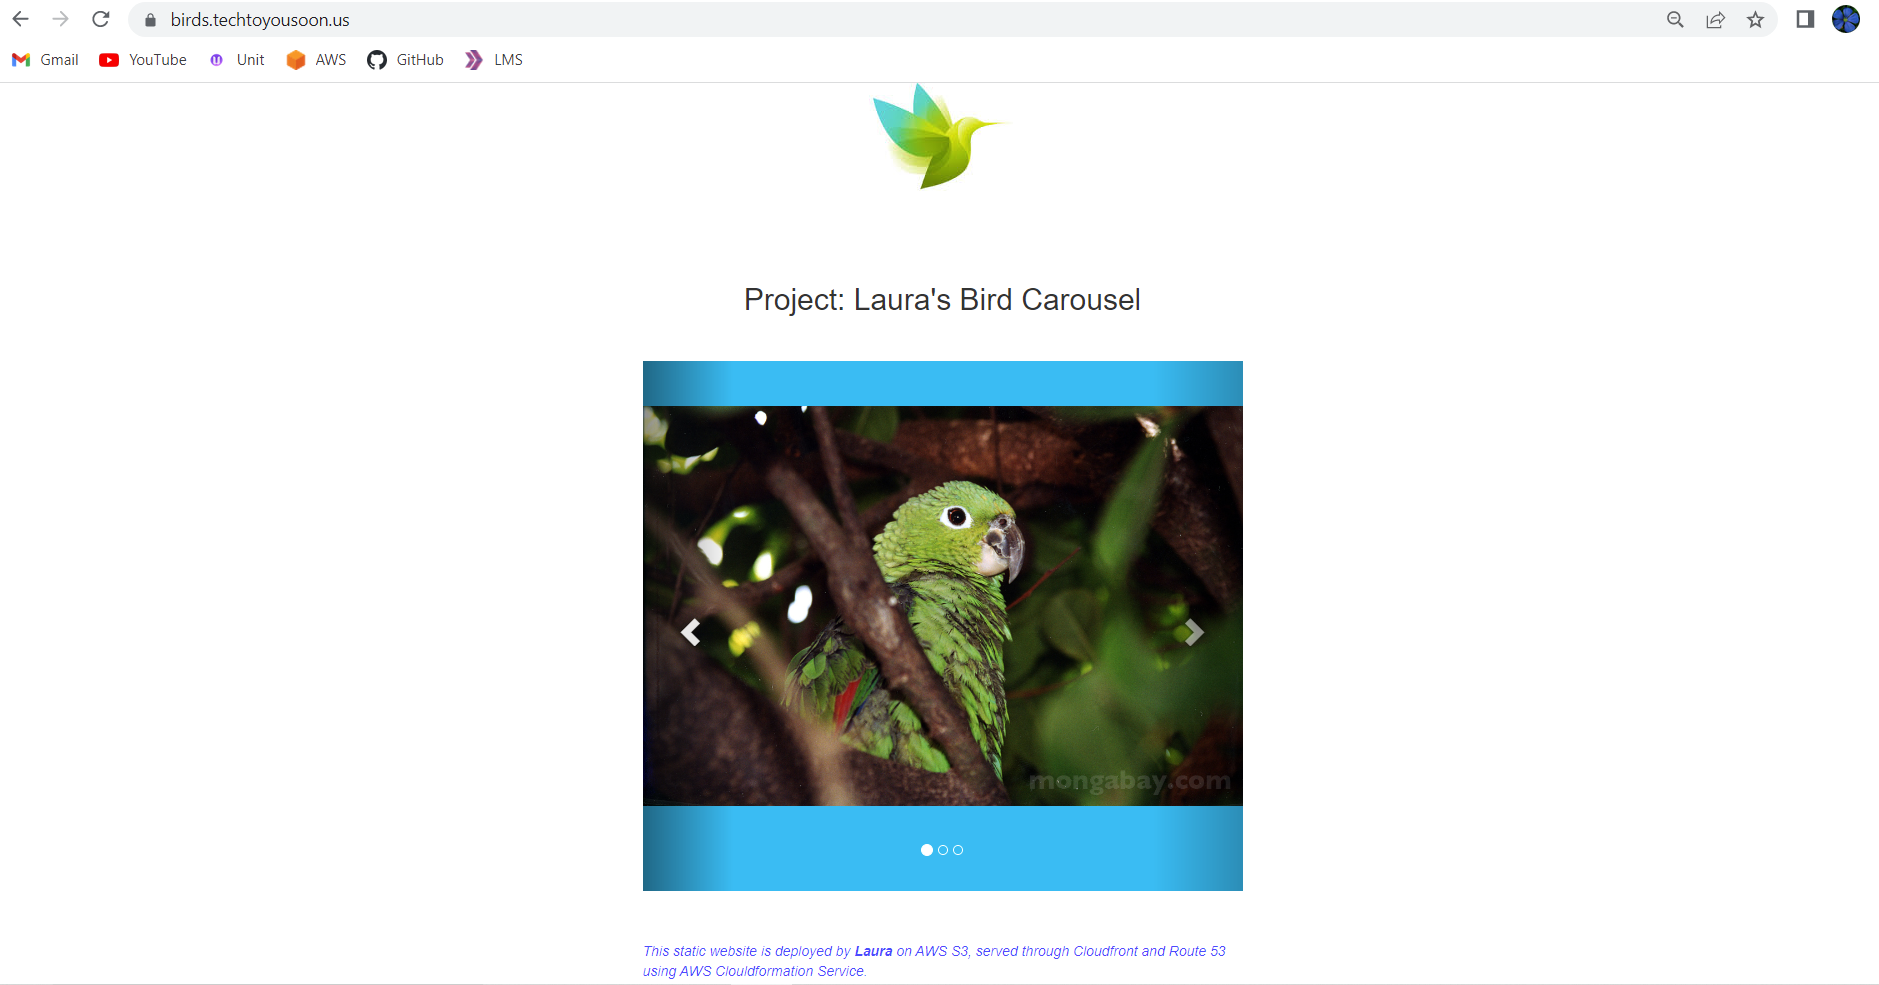 birds.techtoyousoon.us
Gmail YouTube Unit AWS GitHub LMS
Project: Laura's Bird Carousel
mongabay.com
This static website is deployed by Laura on AWS S3, served through Cloudfront and Route 53
using AWS Clouldformation Service.